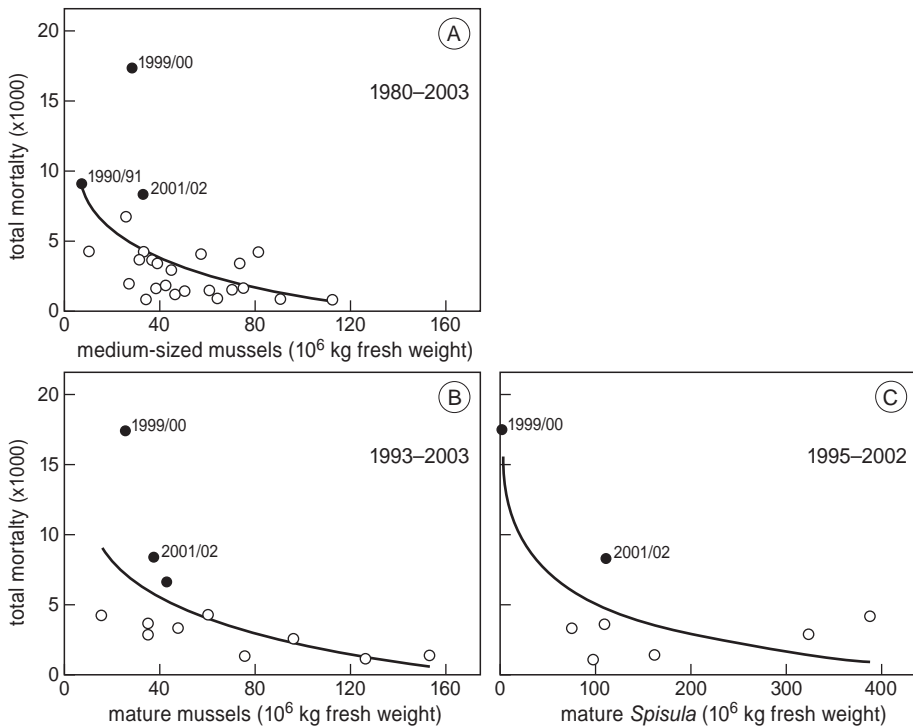 A
1980–2003
total mortalty (x1000)
20
15
10
5
0
1999/00
1990/91
2001/02
0 40 80 120 160
medium-sized mussels (10⁶ kg fresh weight)
B
1993–2003
total mortality (x1000)
20
15
10
5
0
1999/00
2001/02
0 40 80 120 160
mature mussels (10⁶ kg fresh weight)
C
1995–2002
1999/00
2001/02
0 100 200 300 400
mature Spisula (10⁶ kg fresh weight)